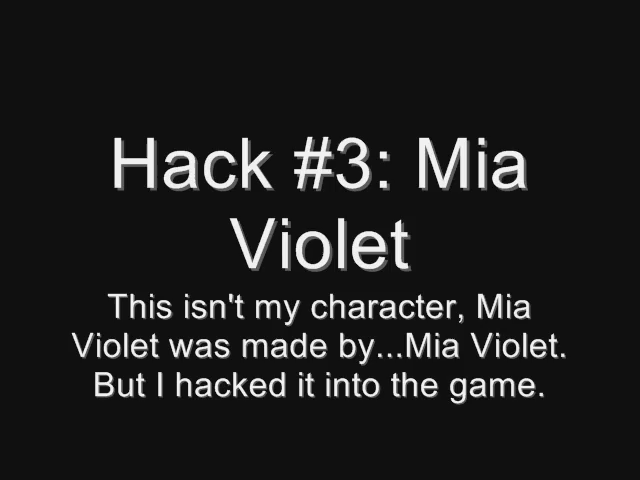 Hack #3: Mia
Violet
This isn't my character, Mia
Violet was made by...Mia Violet.
But I hacked it into the game.